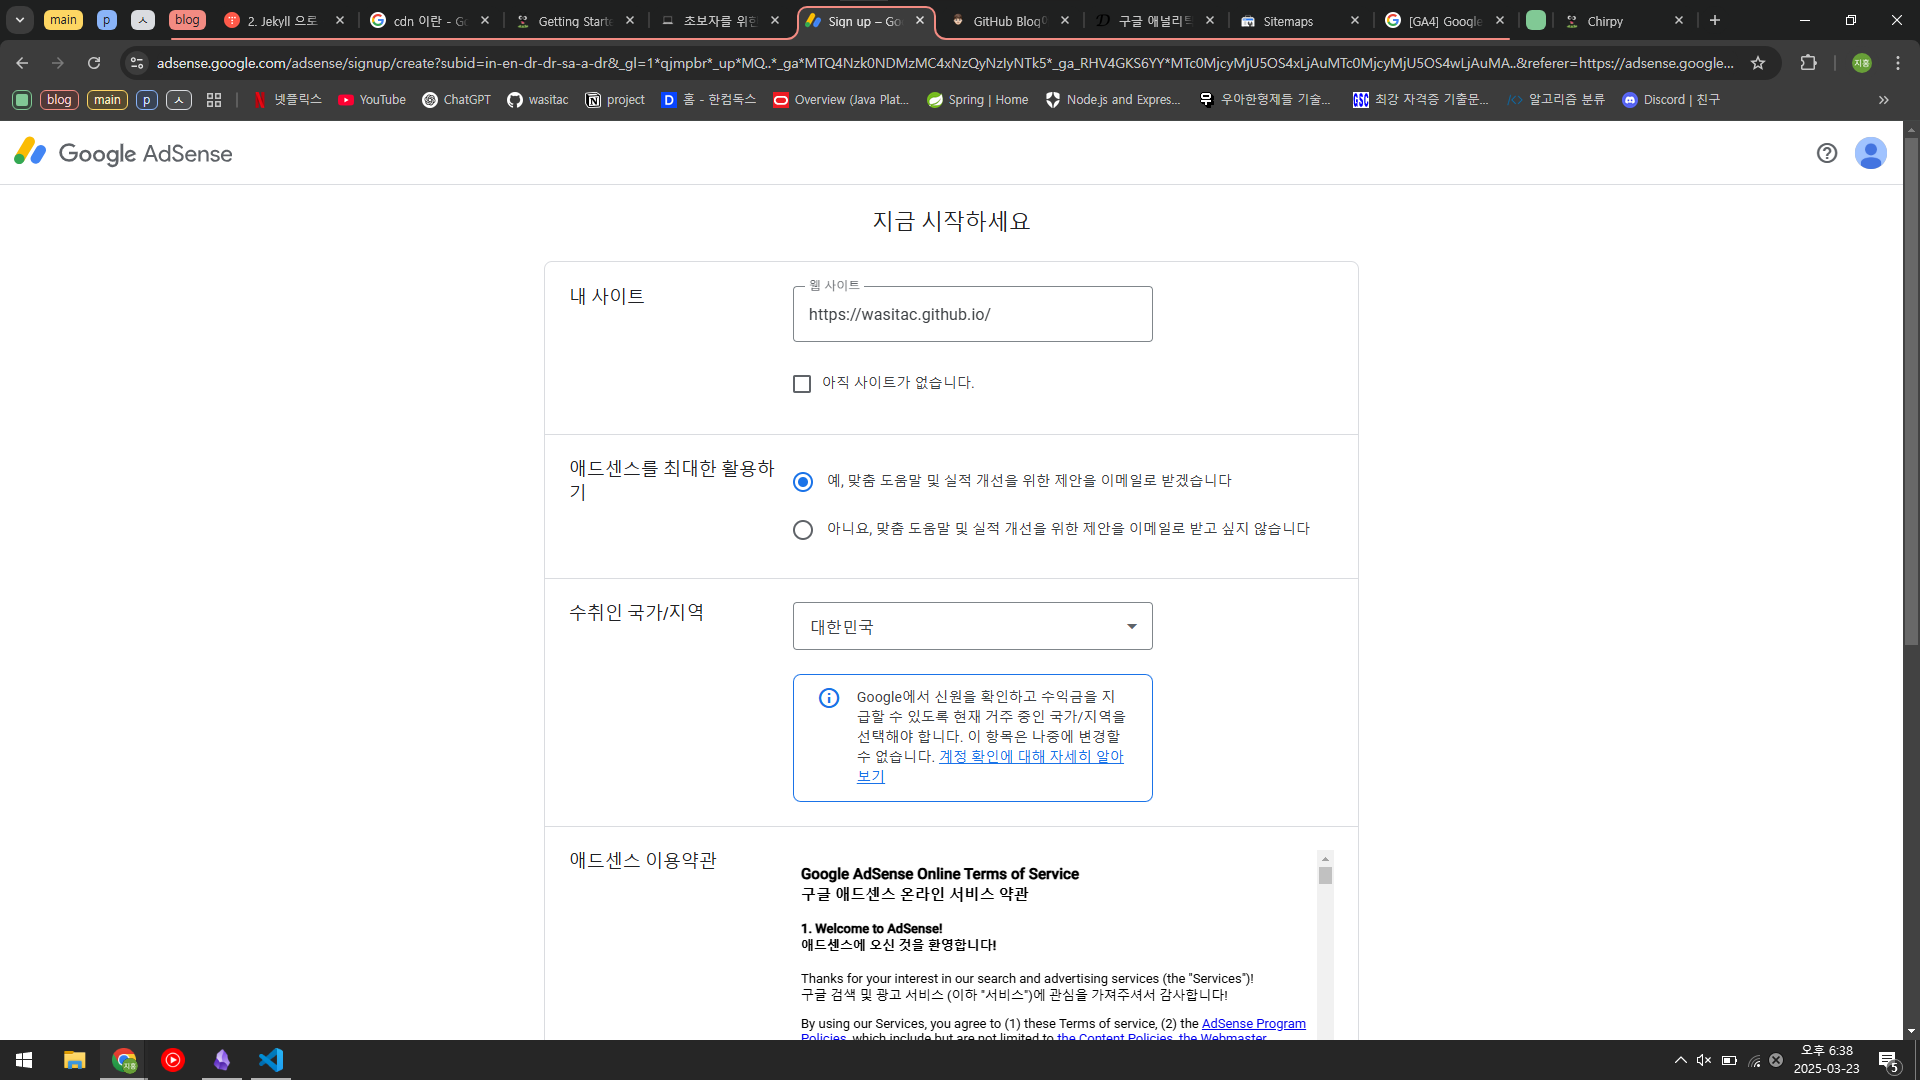 main
p
ㅅ
blog
2. Jekyll 으로
cdn 이란 - Go
Getting Starte
초보자를 위한
Sign up – Goo
GitHub Blog에
구글 애널리틱
Sitemaps
[GA4] Google
Chirpy
adsense.google.com/adsense/signup/create?subid=in-en-dr-dr-sa-a-dr&_gl=1*qjmpbr*_up*MQ..*_ga*MTQ4Nzk0NDMzMC4xNzQyNzIyNTk5*_ga_RHV4GKS6YY*MTc0MjcyMjU5OS4xLjAuMTc0MjcyMjU5OS4wLjAuMA..&referer=https://adsense.google...
지홍
blog
main
p
ㅅ
넷플릭스
YouTube
ChatGPT
wasitac
project
홈 - 한컴독스
Overview (Java Plat...
Spring | Home
Node.js and Expres...
우아한형제들 기술...
최강 자격증 기출문...
알고리즘 분류
Discord | 친구
Google AdSense
지금 시작하세요
내 사이트
웹 사이트
https://wasitac.github.io/
아직 사이트가 없습니다.
애드센스를 최대한 활용하
기
예, 맞춤 도움말 및 실적 개선을 위한 제안을 이메일로 받겠습니다
아니요, 맞춤 도움말 및 실적 개선을 위한 제안을 이메일로 받고 싶지 않습니다
수취인 국가/지역
대한민국
Google에서 신원을 확인하고 수익금을 지
급할 수 있도록 현재 거주 중인 국가/지역을
선택해야 합니다. 이 항목은 나중에 변경할
수 없습니다. 계정 확인에 대해 자세히 알아
보기
애드센스 이용약관
Google AdSense Online Terms of Service
구글 애드센스 온라인 서비스 약관
1. Welcome to AdSense!
애드센스에 오신 것을 환영합니다!
Thanks for your interest in our search and advertising services (the "Services")!
구글 검색 및 광고 서비스 (이하 "서비스")에 관심을 가져주셔서 감사합니다!
By using our Services, you agree to (1) these Terms of service, (2) the AdSense Program
Policies, which include but are not limited to the Content Policies, the Webmaster
오후 6:38
2025-03-23
5